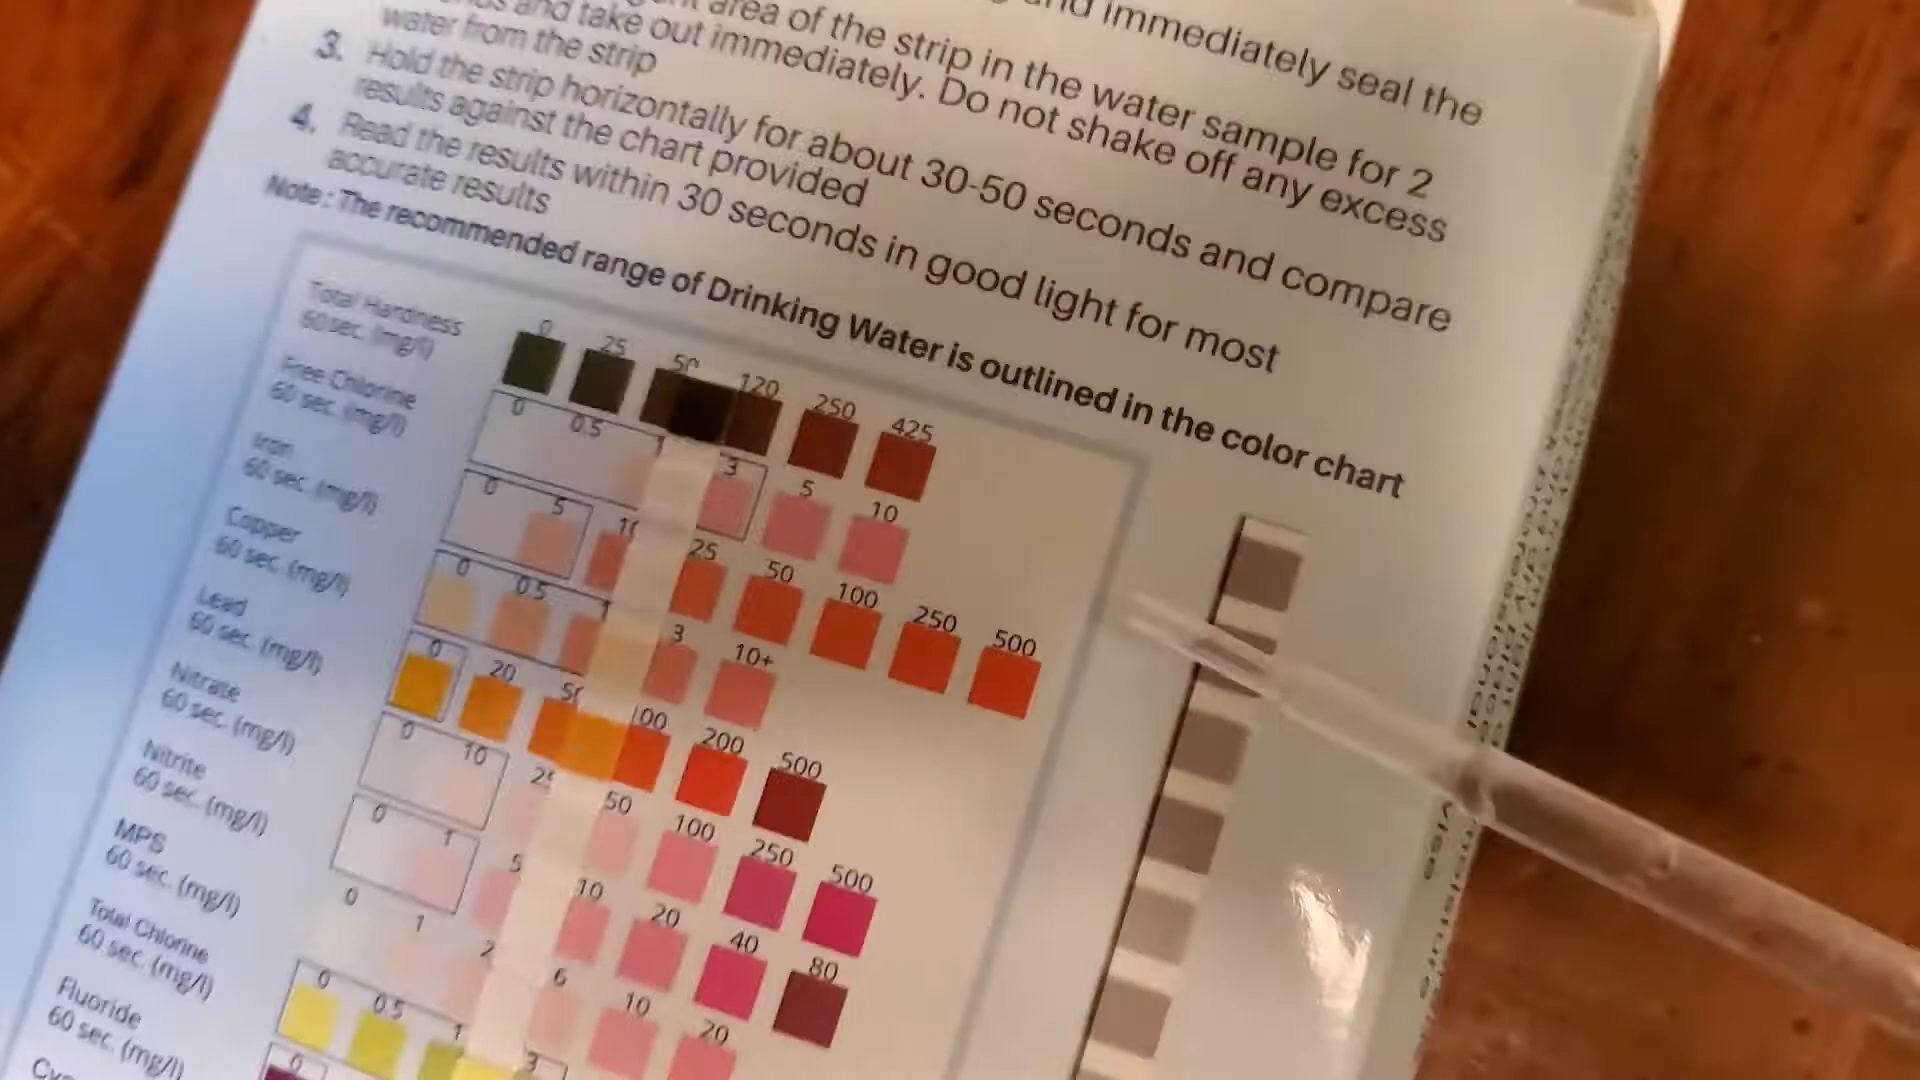 and immediately seal the
area of the strip in the water sample for 2
and take out immediately. Do not shake off any excess
water from the strip
3. Hold the strip horizontally for about 30-50 seconds and compare
results against the chart provided
4. Read the results within 30 seconds in good light for most
accurate results
Note : The recommended range of Drinking Water is outlined in the color chart
Total Hardness
60 sec. (mg/l)
0 25 120 250 425
Free Chlorine
60 sec. (mg/l)
0 0.5 1 3 5 10
Iron
60 sec. (mg/l)
0 5 25 50 100 250 500
Copper
60 sec. (mg/l)
0 0.5 1 3 10+
Lead
60 sec. (mg/l)
0 20 200 500
Nitrate
60 sec. (mg/l)
0 10 50 100 250 500
Nitrite
60 sec. (mg/l)
0 1 5 10 20 40 80
MPS
60 sec. (mg/l)
0 1 2 6 10 20
Total Chlorine
60 sec. (mg/l)
0 0.5 1 3
Fluoride
60 sec. (mg/l)
0